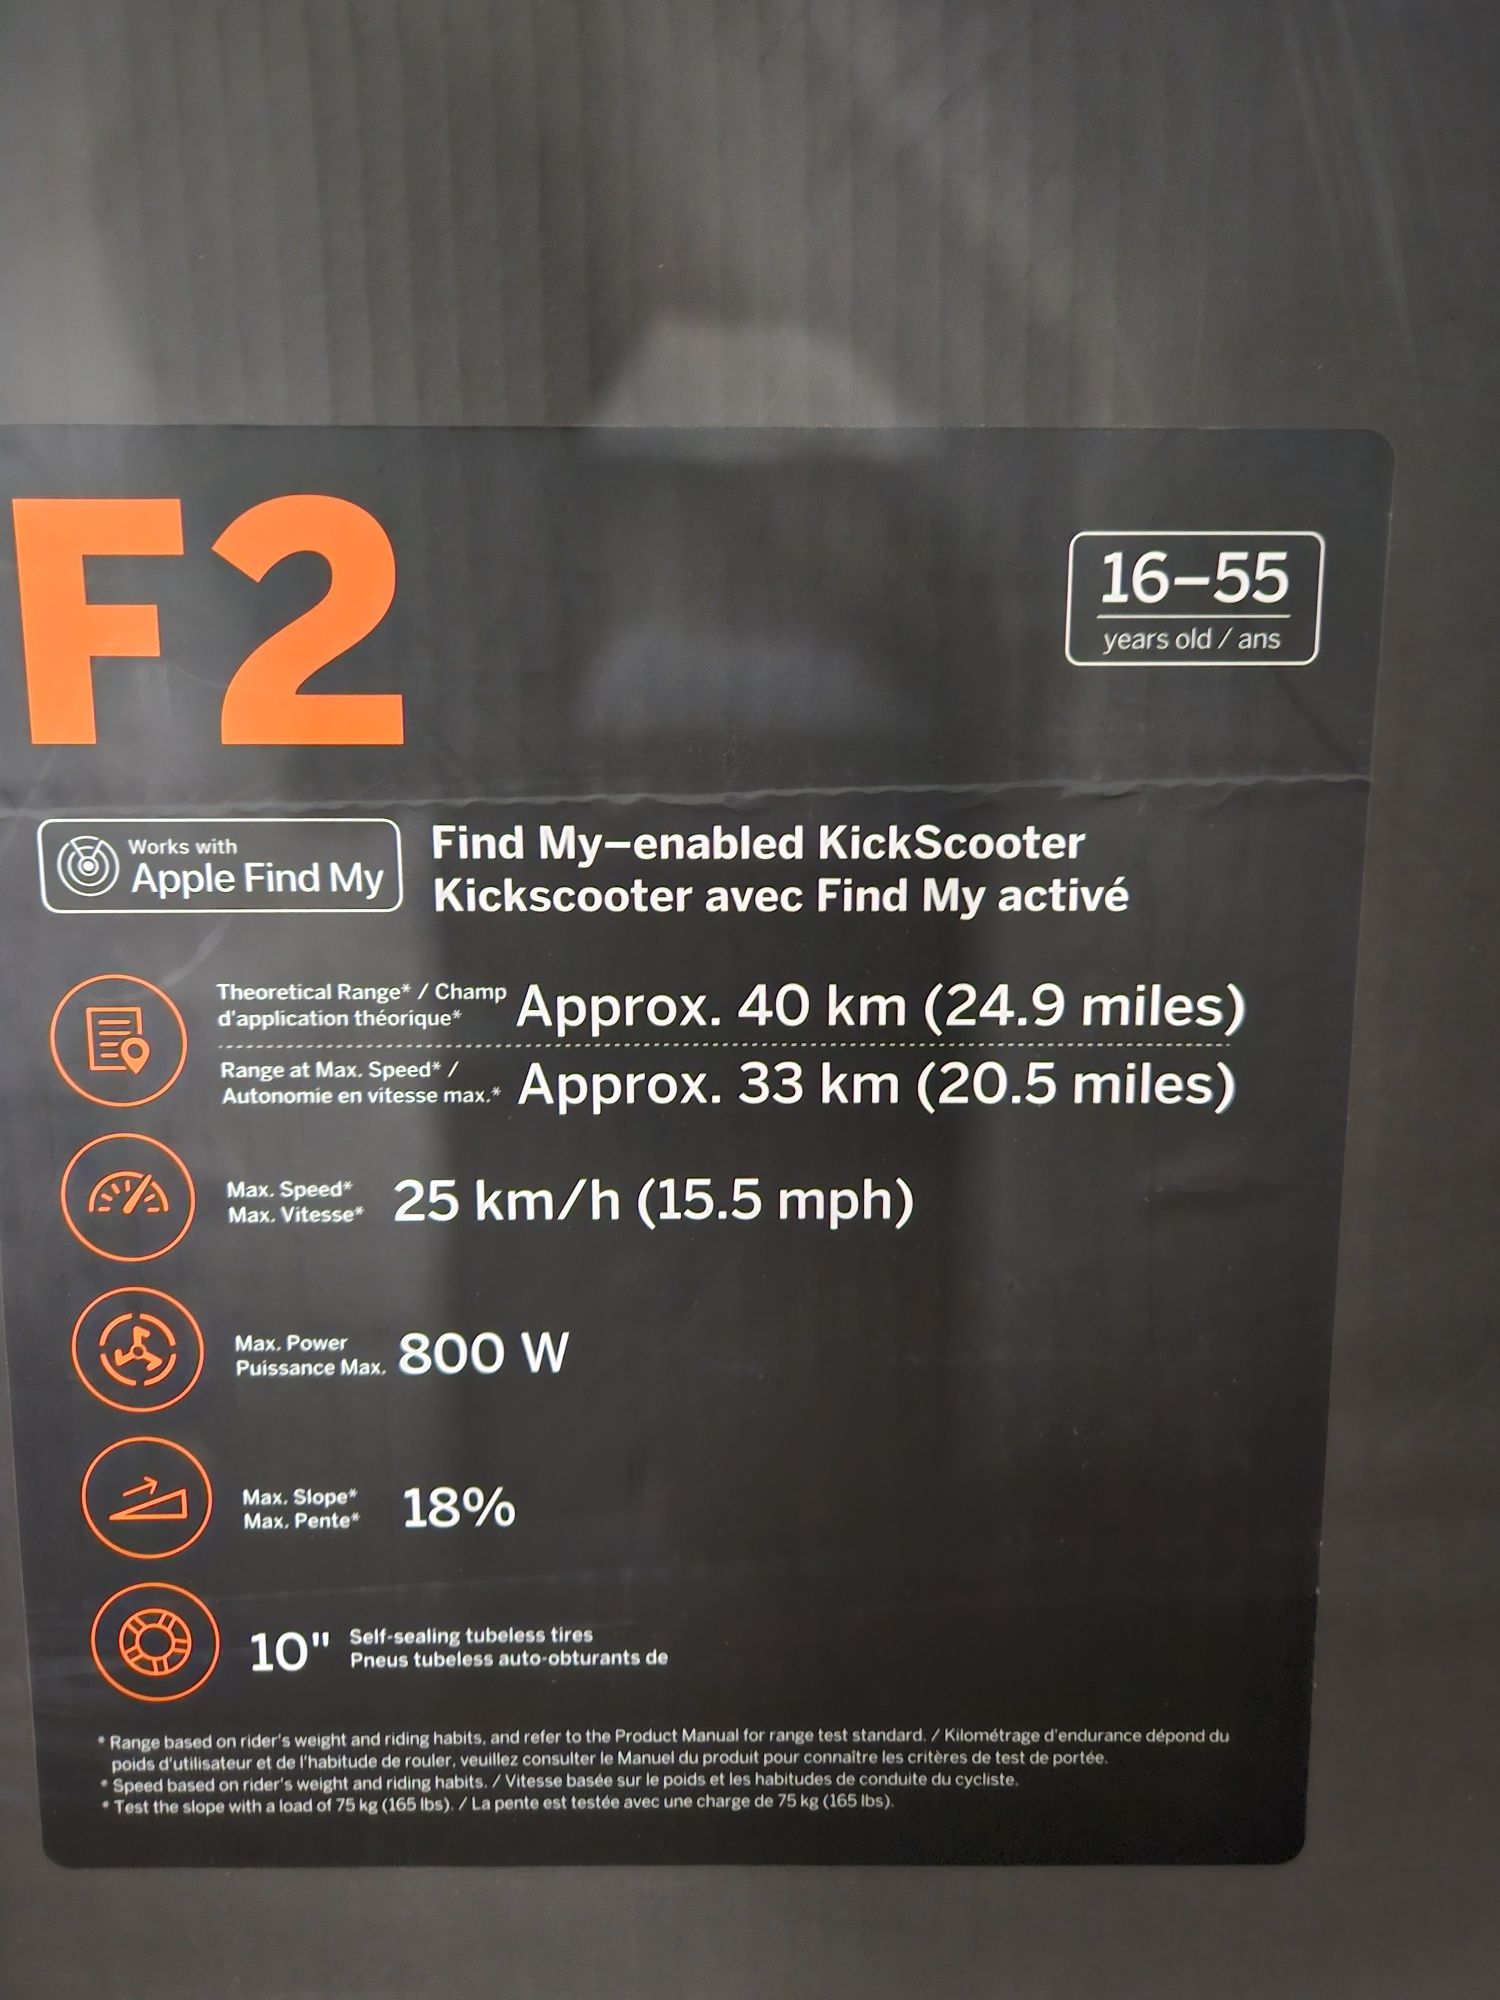 F2
16–55
years old / ans
Works with
Apple Find My
Find My–enabled KickScooter
Kickscooter avec Find My activé
Theoretical Range* / Champ
d'application théorique*
Approx. 40 km (24.9 miles)
Range at Max. Speed* /
Autonomie en vitesse max.*
Approx. 33 km (20.5 miles)
Max. Speed*
Max. Vitesse*
25 km/h (15.5 mph)
Max. Power
Puissance Max.
800 W
Max. Slope*
Max. Pente*
18%
10"
Self-sealing tubeless tires
Pneus tubeless auto-obturants de
* Range based on rider's weight and riding habits, and refer to the Product Manual for range test standard. / Kilométrage d'endurance dépond du
poids d'utilisateur et de l'habitude de rouler, veuillez consulter le Manuel du produit pour connaître les critères de test de portée.
* Speed based on rider's weight and riding habits. / Vitesse basée sur le poids et les habitudes de conduite du cycliste.
* Test the slope with a load of 75 kg (165 lbs). / La pente est testée avec une charge de 75 kg (165 lbs).